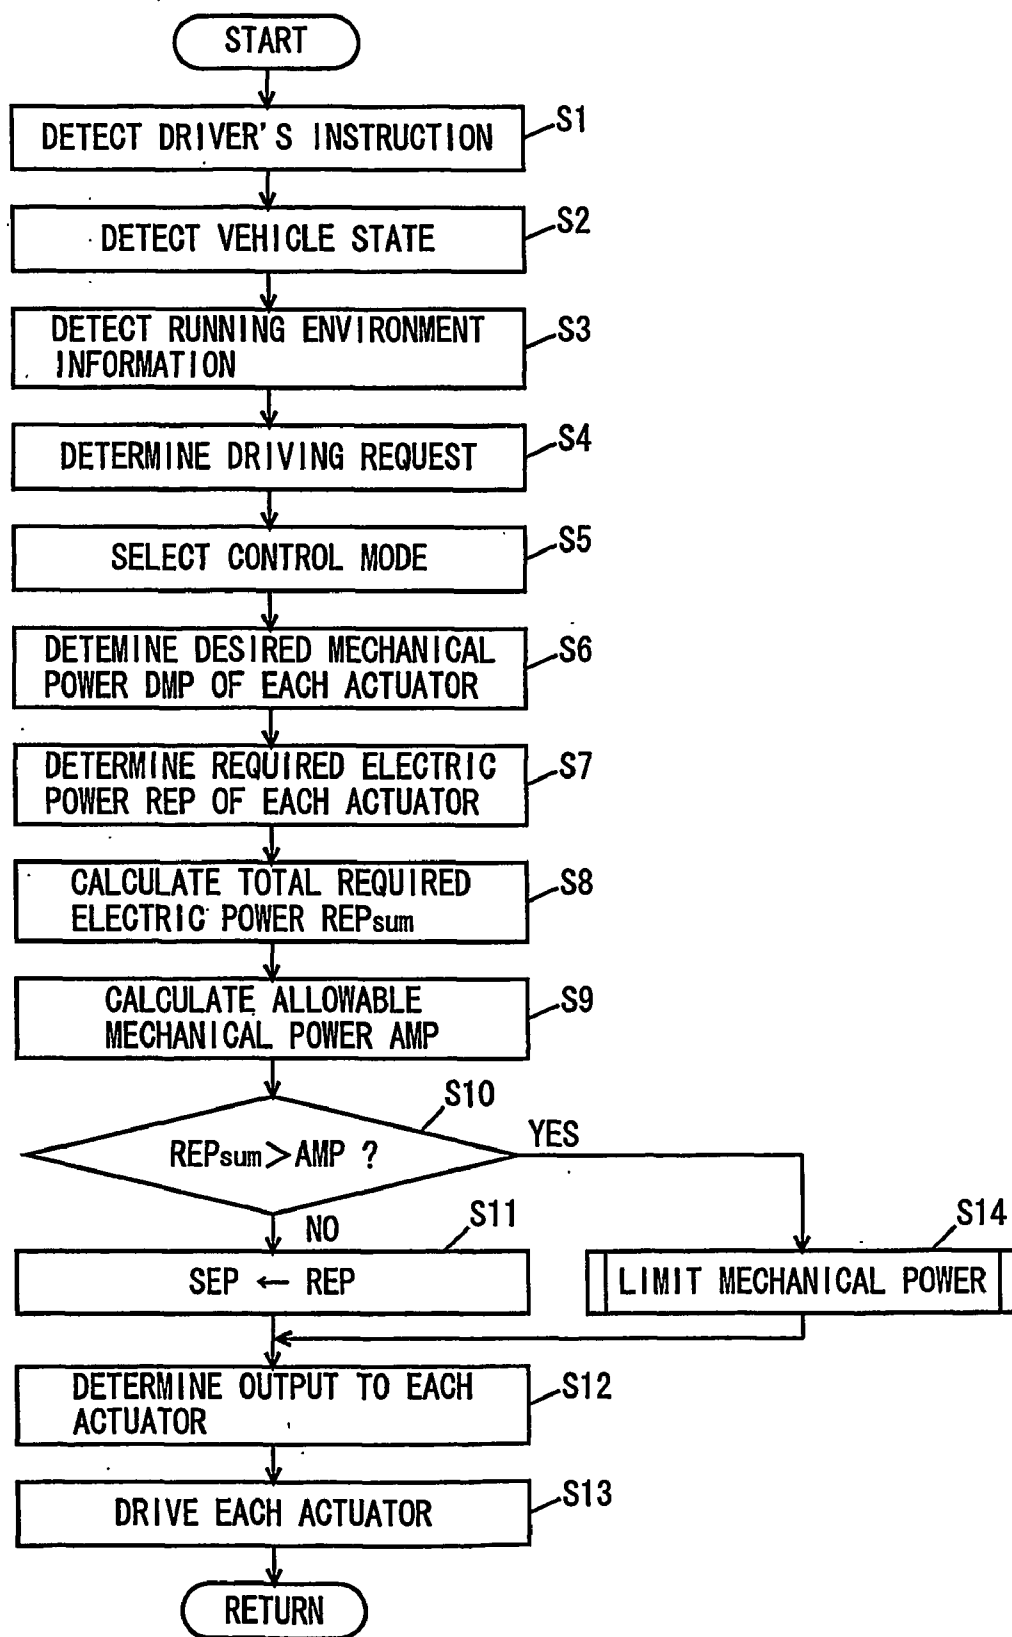 START
DETECT DRIVER'S INSTRUCTION
S1
DETECT VEHICLE STATE
S2
DETECT RUNNING ENVIRONMENT
INFORMATION
S3
DETERMINE DRIVING REQUEST
S4
SELECT CONTROL MODE
S5
DETEMINE DESIRED MECHANICAL
POWER DMP OF EACH ACTUATOR
S6
DETERMINE REQUIRED ELECTRIC
POWER REP OF EACH ACTUATOR
S7
CALCULATE TOTAL REQUIRED
ELECTRIC POWER REPsum
S8
CALCULATE ALLOWABLE
MECHANICAL POWER AMP
S9
S10
REPsum>AMP ?
YES
NO
S11
SEP ← REP
S14
LIMIT MECHANICAL POWER
DETERMINE OUTPUT TO EACH
ACTUATOR
S12
DRIVE EACH ACTUATOR
S13
RETURN